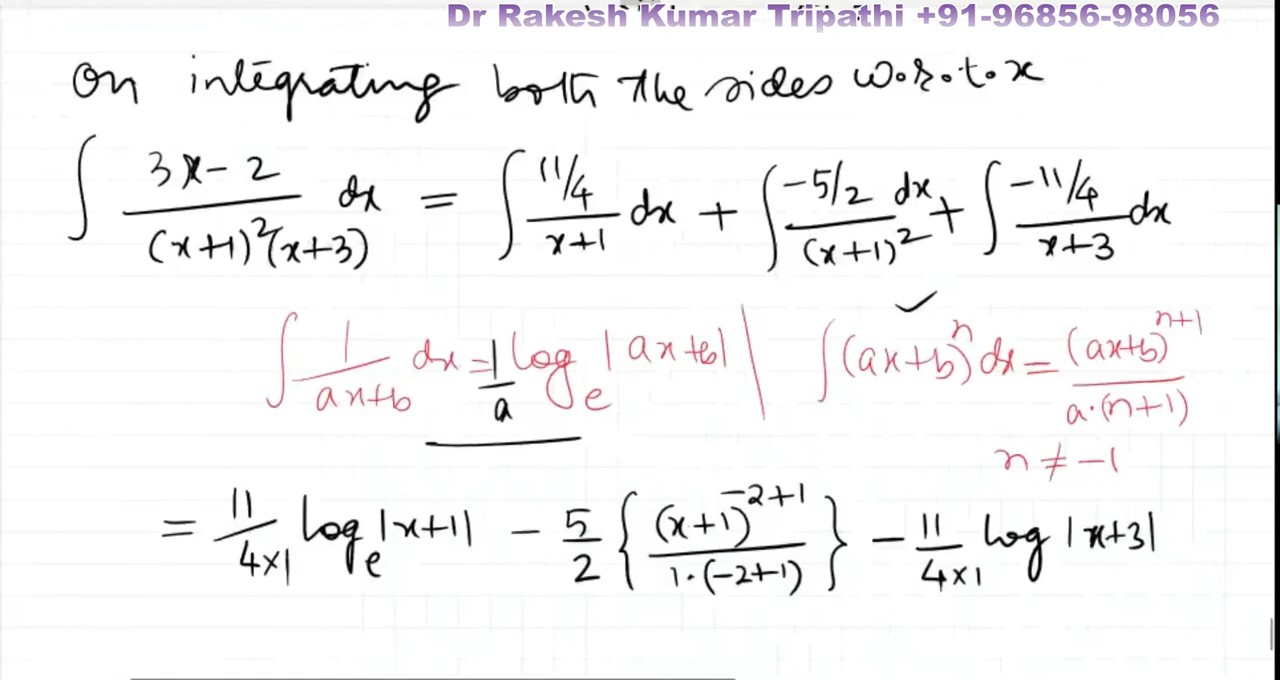 Dr Rakesh Kumar Tripathi +91-96856-98056
On integrating both the sides w.r.t.x
∫ (3x-2)/((x+1)²(x+3)) dx = ∫ (11/4)/(x+1) dx + ∫ (-5/2 dx)/((x+1)²) + ∫ (-11/4)/(x+3) dx
∫ 1/(ax+b) dx = 1/a logₑ |ax+b| | ∫ (ax+b)ⁿ dx = (ax+b)ⁿ⁺¹/(a·(n+1)) ✓
n ≠ -1
= 11/(4×1) logₑ |x+1| - 5/2 { (x+1)⁻²⁺¹/(1·(-2+1)) } - 11/(4×1) log |x+3|